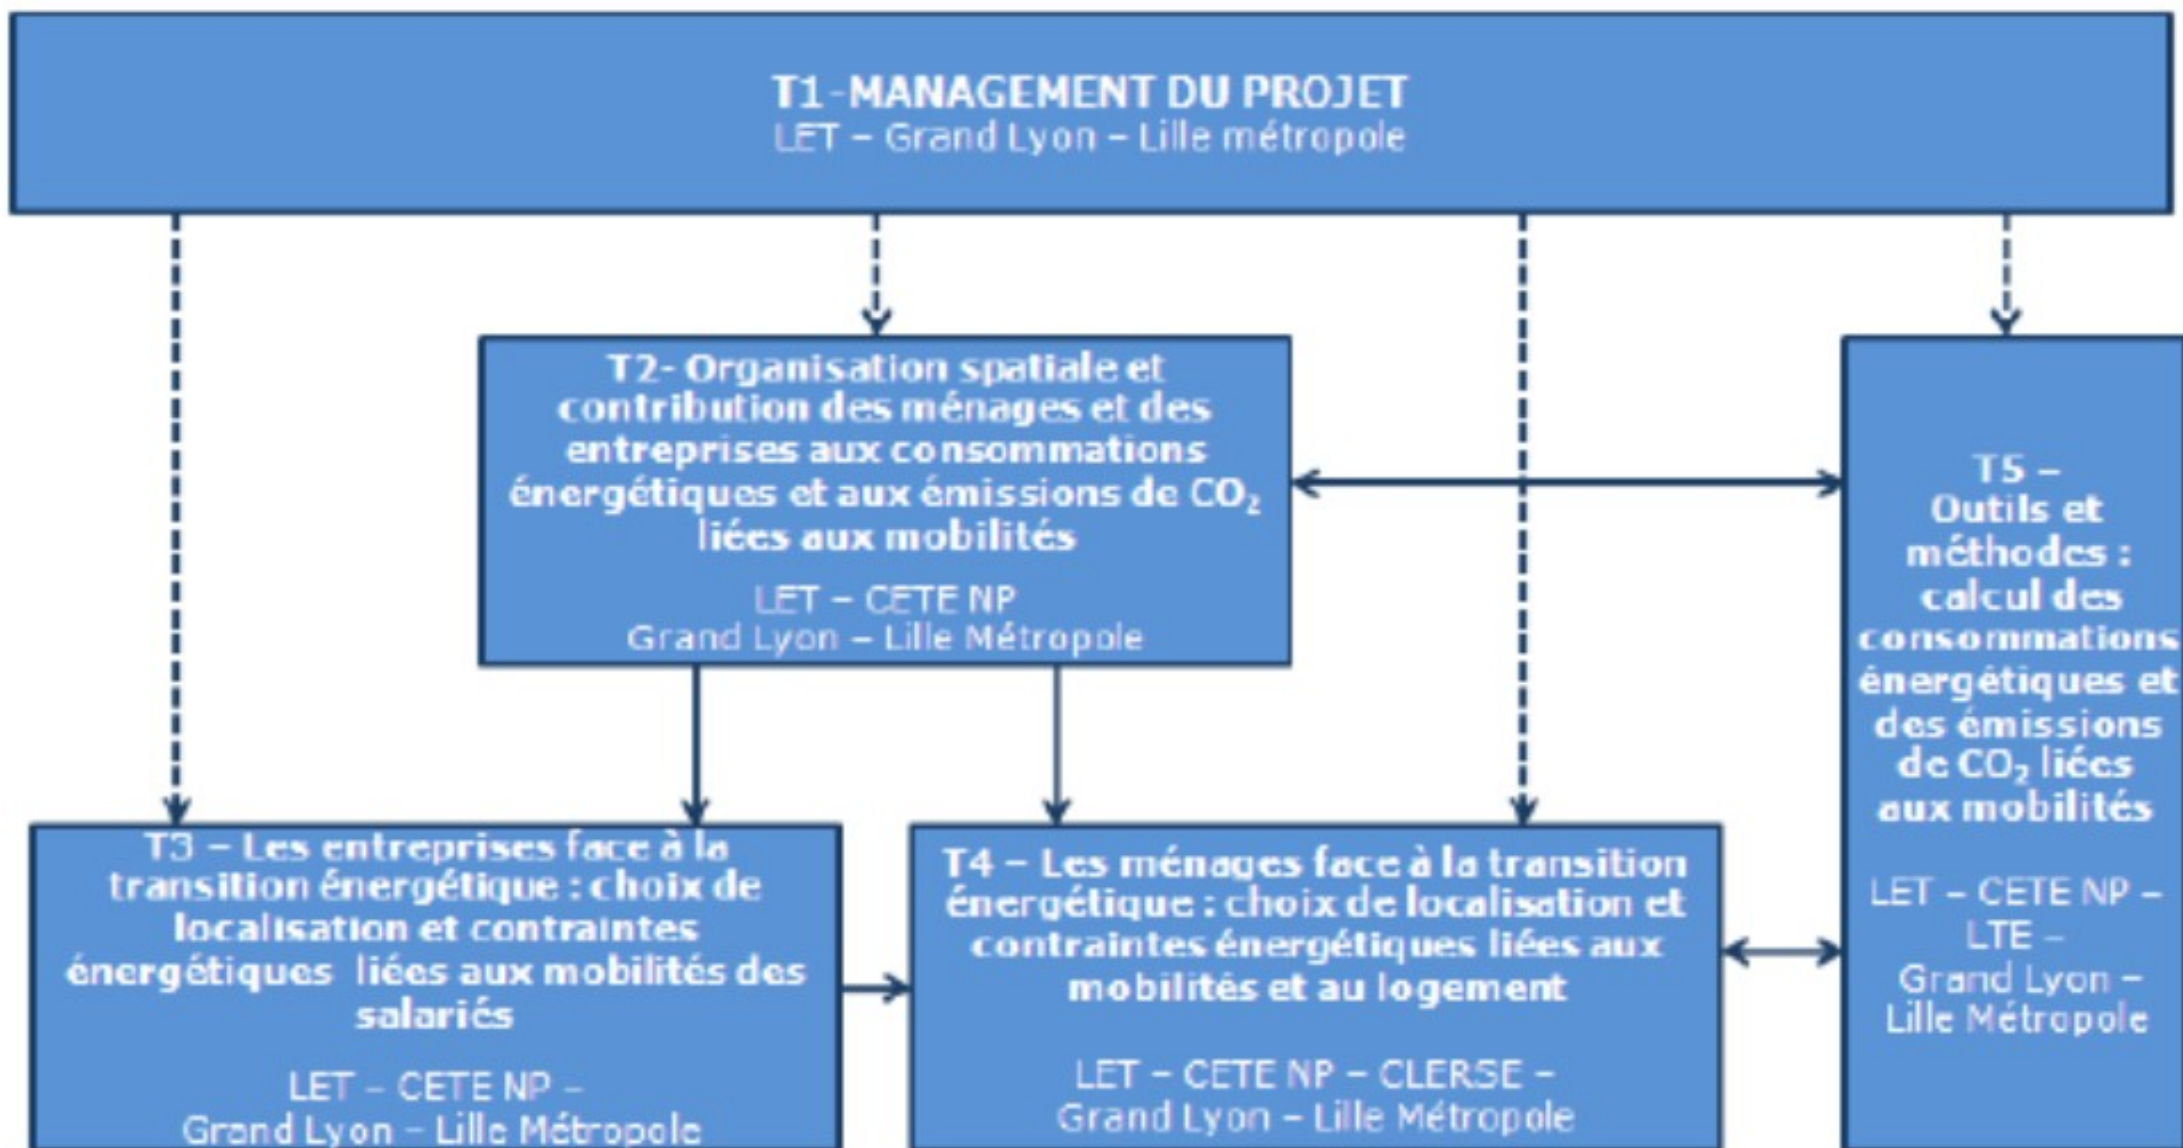 T1-MANAGEMENT DU PROJET
LET – Grand Lyon – Lille métropole
T2- Organisation spatiale et
contribution des ménages et des
entreprises aux consommations
énergétiques et aux émissions de CO₂
liées aux mobilités
LET – CETE NP
Grand Lyon – Lille Métropole
T3 – Les entreprises face à la
transition énergétique : choix de
localisation et contraintes
énergétiques liées aux mobilités des
salariés
LET – CETE NP –
Grand Lyon – Lille Métropole
T4 – Les ménages face à la transition
énergétique : choix de localisation et
contraintes énergétiques liées aux
mobilités et au logement
LET – CETE NP – CLERSE –
Grand Lyon – Lille Métropole
T5 –
Outils et
méthodes :
calcul des
consommations
énergétiques et
des émissions
de CO₂ liées
aux mobilités
LET – CETE NP –
LTE –
Grand Lyon –
Lille Métropole